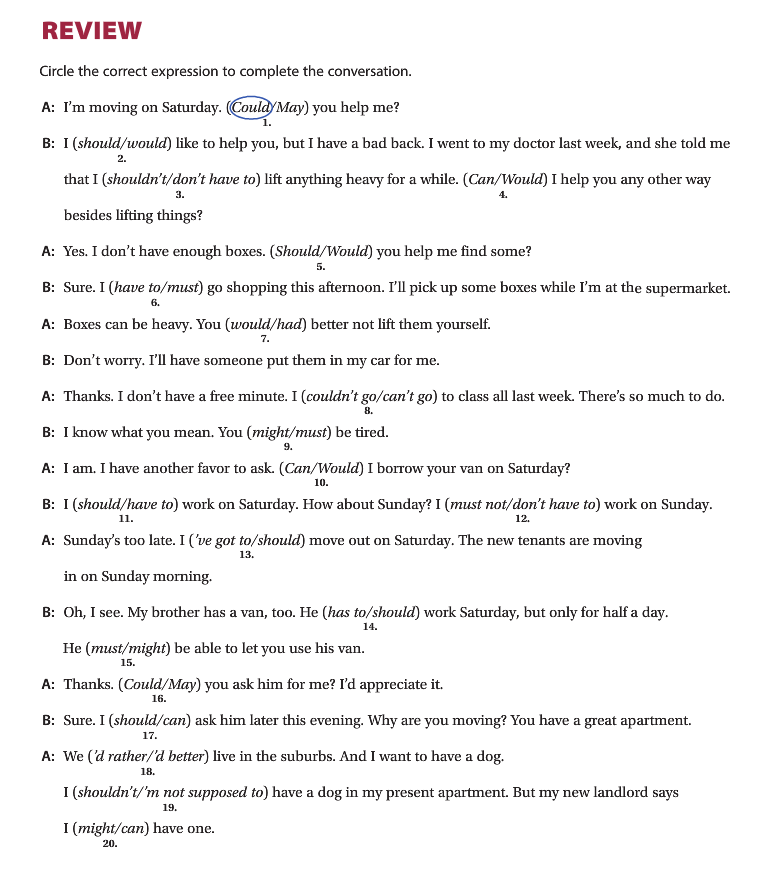 REVIEW
Circle the correct expression to complete the conversation.
A: I'm moving on Saturday. (Could/May) you help me?
1.
B: I (should/would) like to help you, but I have a bad back. I went to my doctor last week, and she told me
2.
that I (shouldn't/don't have to) lift anything heavy for a while. (Can/Would) I help you any other way
3. 4.
besides lifting things?
A: Yes. I don't have enough boxes. (Should/Would) you help me find some?
5.
B: Sure. I (have to/must) go shopping this afternoon. I'll pick up some boxes while I'm at the supermarket.
6.
A: Boxes can be heavy. You (would/had) better not lift them yourself.
7.
B: Don't worry. I'll have someone put them in my car for me.
A: Thanks. I don't have a free minute. I (couldn't go/can't go) to class all last week. There's so much to do.
8.
B: I know what you mean. You (might/must) be tired.
9.
A: I am. I have another favor to ask. (Can/Would) I borrow your van on Saturday?
10.
B: I (should/have to) work on Saturday. How about Sunday? I (must not/don't have to) work on Sunday.
11. 12.
A: Sunday's too late. I ('ve got to/should) move out on Saturday. The new tenants are moving
13.
in on Sunday morning.
B: Oh, I see. My brother has a van, too. He (has to/should) work Saturday, but only for half a day.
14.
He (must/might) be able to let you use his van.
15.
A: Thanks. (Could/May) you ask him for me? I'd appreciate it.
16.
B: Sure. I (should/can) ask him later this evening. Why are you moving? You have a great apartment.
17.
A: We ('d rather/'d better) live in the suburbs. And I want to have a dog.
18.
I (shouldn't/'m not supposed to) have a dog in my present apartment. But my new landlord says
19.
I (might/can) have one.
20.